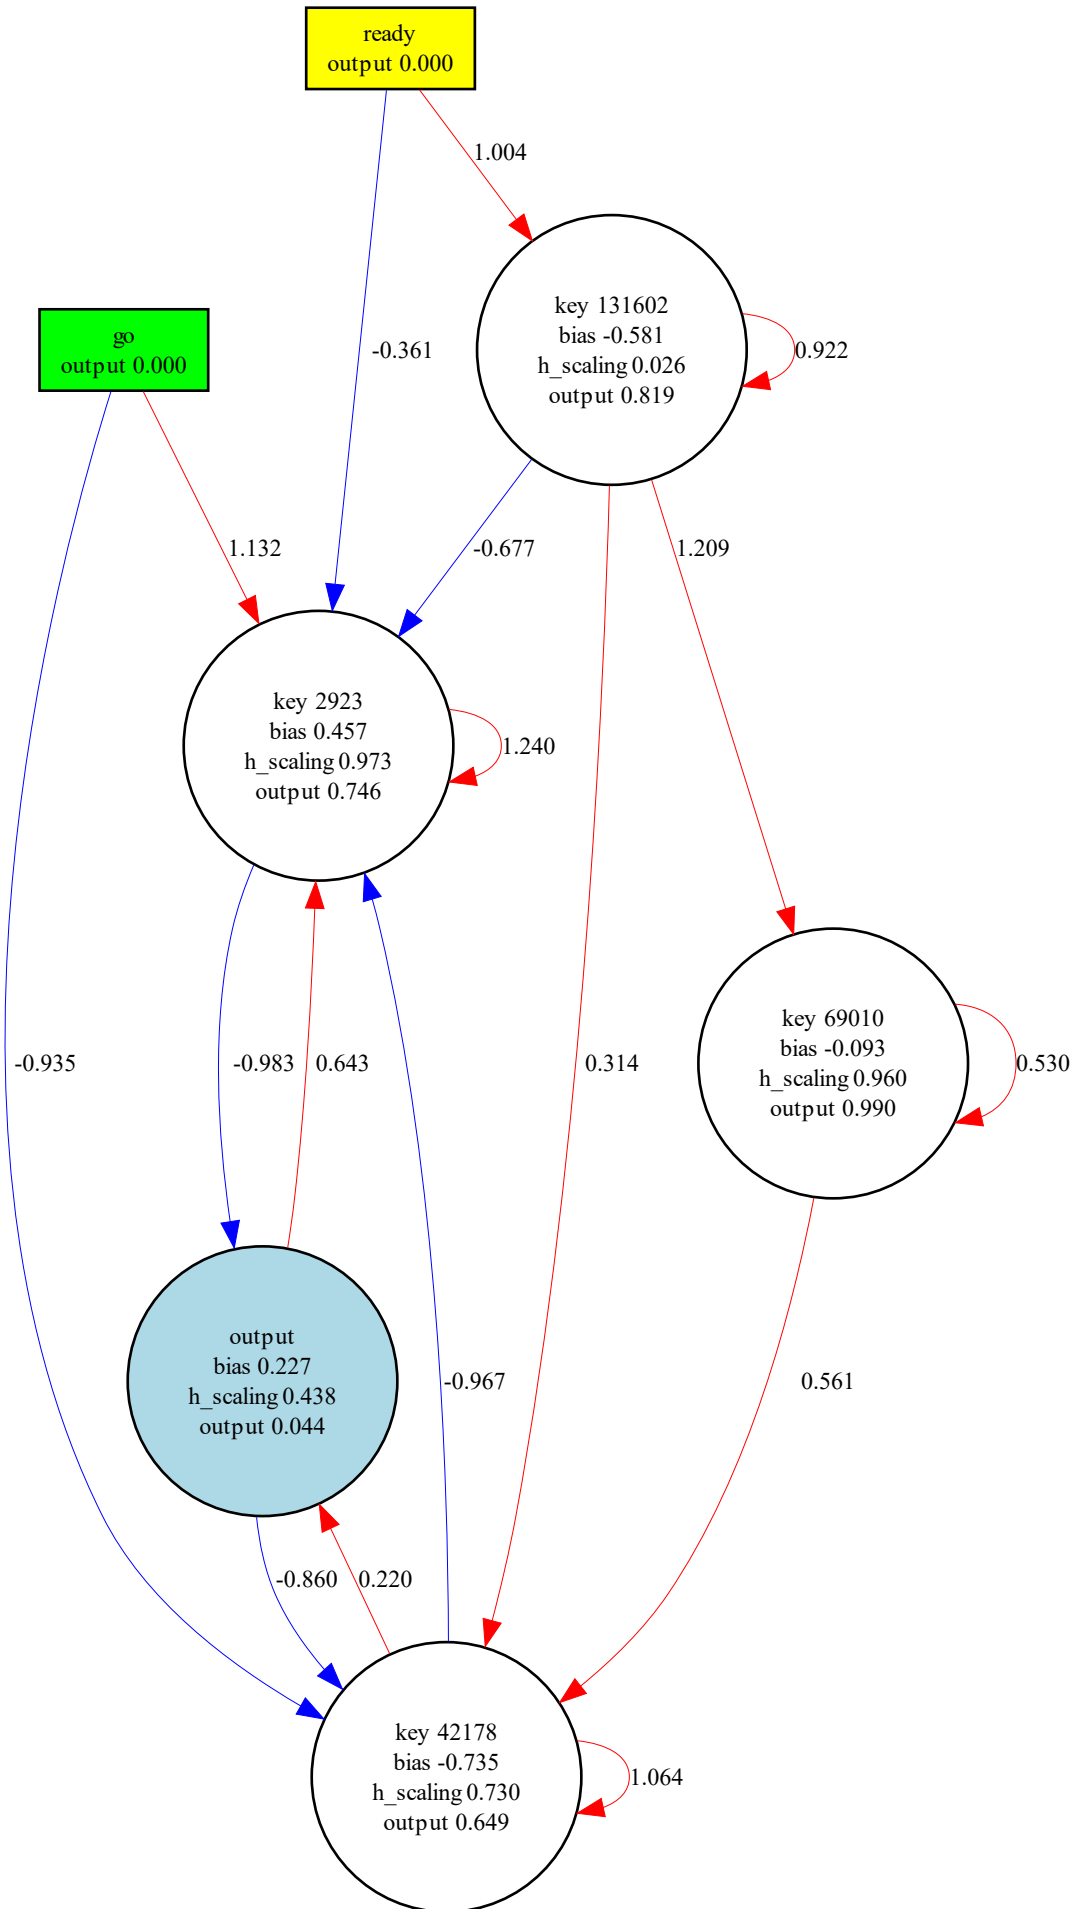 ready
output 0.000
1.004
go
output 0.000
-0.361
key 131602
bias -0.581
h_scaling 0.026
output 0.819
0.922
1.132
-0.677
1.209
key 2923
bias 0.457
h_scaling 0.973
output 0.746
1.240
-0.935
-0.983
0.643
0.314
key 69010
bias -0.093
h_scaling 0.960
output 0.990
0.530
output
bias 0.227
h_scaling 0.438
output 0.044
-0.967
0.561
-0.860
0.220
key 42178
bias -0.735
h_scaling 0.730
output 0.649
1.064